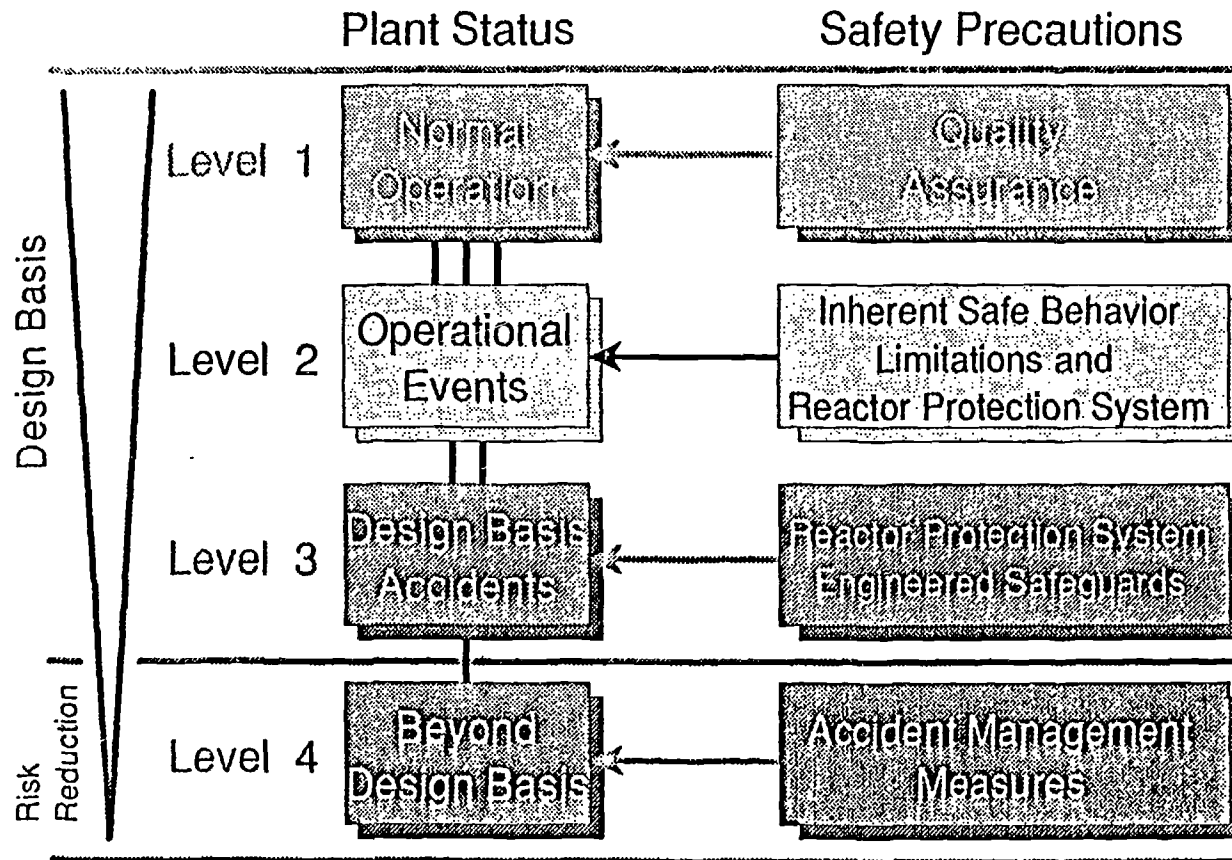 Plant Status
Safety Precautions
Design Basis
Level 1
Normal
Operation
Quality
Assurance
Level 2
Operational
Events
Inherent Safe Behavior
Limitations and
Reactor Protection System
Level 3
Design Basis
Accidents
Reactor Protection System
Engineered Safeguards
Risk
Reduction
Level 4
Beyond
Design Basis
Accident Management
Measures